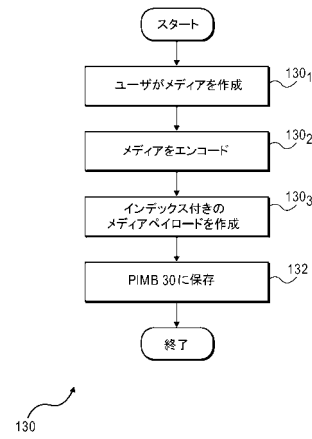 スタート
ユーザがメディアを作成
130₁
メディアをエンコード
130₂
インデックス付きの
メディアペイロードを作成
130₃
PIMB 30に保存
132
終了
130